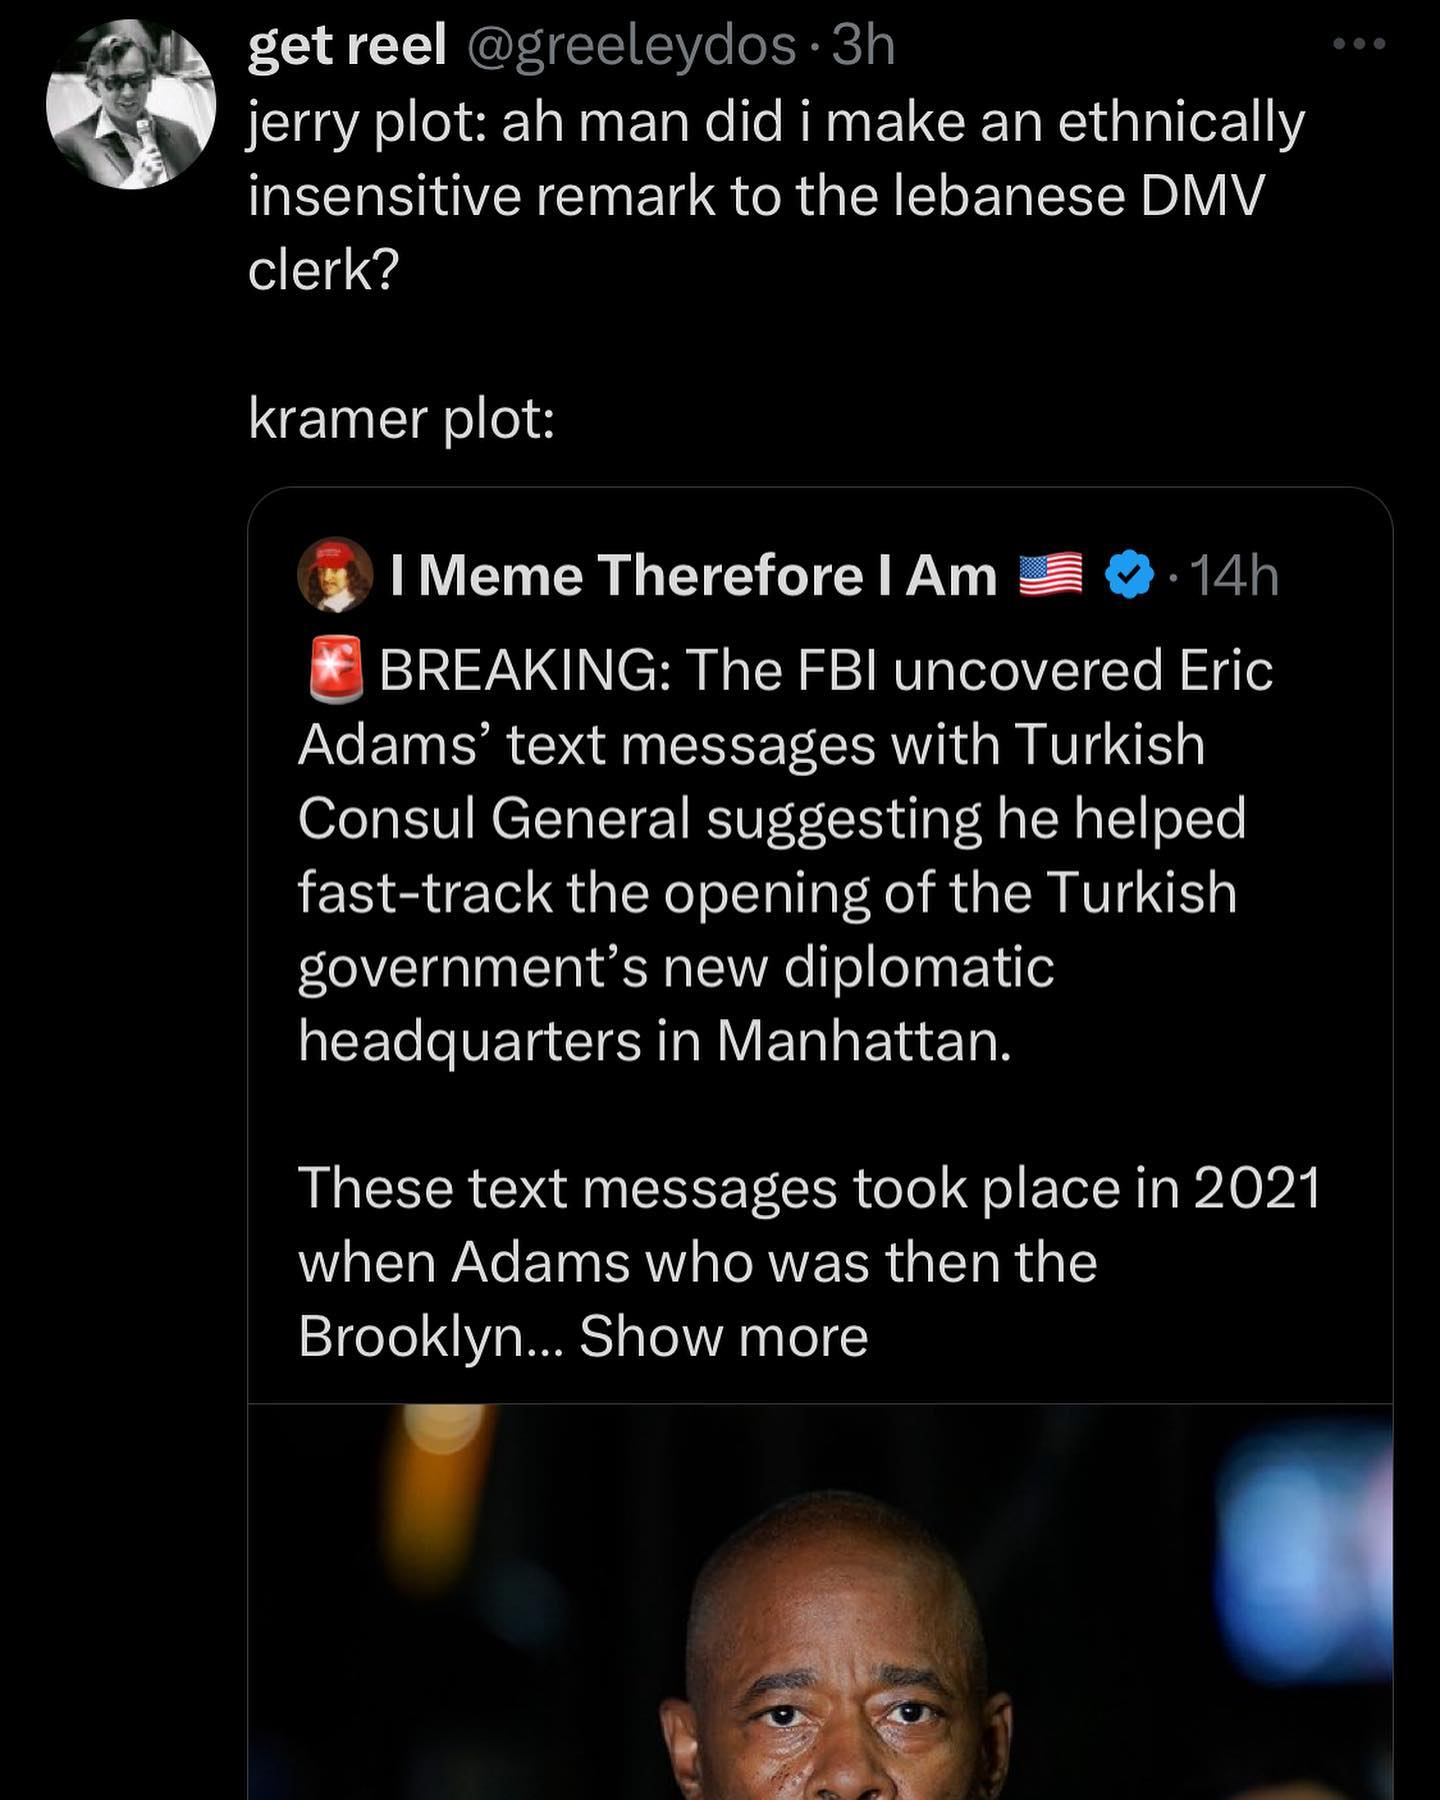 get reel @greeleydos · 3h
jerry plot: ah man did i make an ethnically
insensitive remark to the lebanese DMV
clerk?
kramer plot:
I Meme Therefore I Am 🇺🇸 · 14h
🚨BREAKING: The FBI uncovered Eric
Adams’ text messages with Turkish
Consul General suggesting he helped
fast-track the opening of the Turkish
government’s new diplomatic
headquarters in Manhattan.
These text messages took place in 2021
when Adams who was then the
Brooklyn... Show more